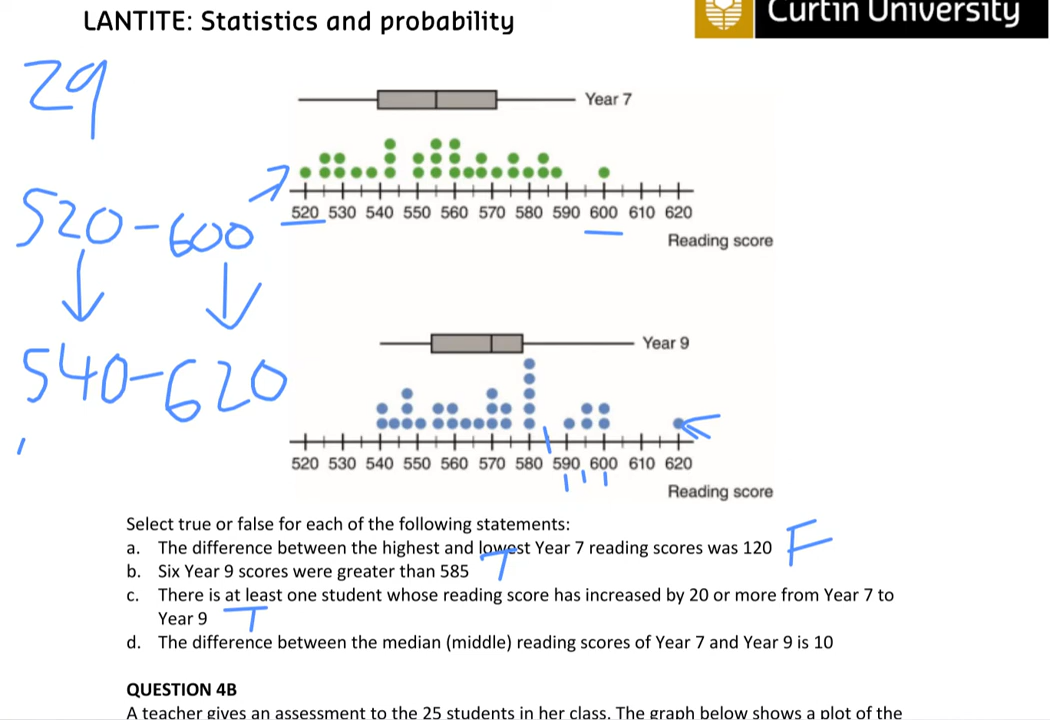 LANTITE: Statistics and probability
Curtin University
29
Year 7
520 530 540 550 560 570 580 590 600 610 620
Reading score
520-600
540-620
Year 9
520 530 540 550 560 570 580 590 600 610 620
Reading score
Select true or false for each of the following statements:
a. The difference between the highest and lowest Year 7 reading scores was 120 F
b. Six Year 9 scores were greater than 585 T
c. There is at least one student whose reading score has increased by 20 or more from Year 7 to
Year 9 T
d. The difference between the median (middle) reading scores of Year 7 and Year 9 is 10
QUESTION 4B
A teacher gives an assessment to the 25 students in her class. The graph below shows a plot of the